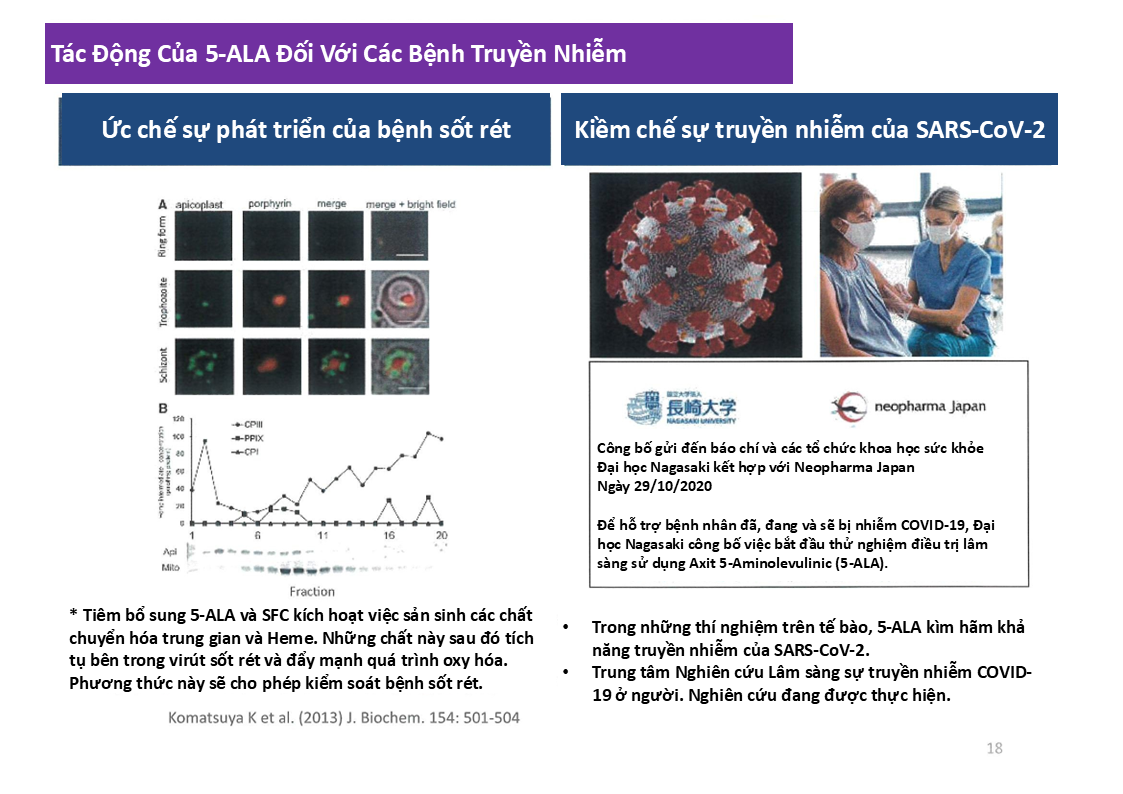 Tác Động Của 5-ALA Đối Với Các Bệnh Truyền Nhiễm
Ức chế sự phát triển của bệnh sốt rét
A apicoplast porphyrin merge merge + bright field
Ring form
Trophozoite
Schizont
B
120
100
80
60
40
20
0
CPIII
PPIX
CPI
1 6 11 16 20
Api
Mito
Fraction
* Tiêm bổ sung 5-ALA và SFC kích hoạt việc sản sinh các chất
chuyển hóa trung gian và Heme. Những chất này sau đó tích
tụ bên trong virút sốt rét và đẩy mạnh quá trình oxy hóa.
Phương thức này sẽ cho phép kiểm soát bệnh sốt rét.
Komatsuya K et al. (2013) J. Biochem. 154: 501-504
Kiềm chế sự truyền nhiễm của SARS-CoV-2
国立大学法人
長崎大学
NAGASAKI UNIVERSITY
neopharma Japan
Công bố gửi đến báo chí và các tổ chức khoa học sức khỏe
Đại học Nagasaki kết hợp với Neopharma Japan
Ngày 29/10/2020
Để hỗ trợ bệnh nhân đã, đang và sẽ bị nhiễm COVID-19, Đại
học Nagasaki công bố việc bắt đầu thử nghiệm điều trị lâm
sàng sử dụng Axit 5-Aminolevulinic (5-ALA).
• Trong những thí nghiệm trên tế bào, 5-ALA kìm hãm khả
năng truyền nhiễm của SARS-CoV-2.
• Trung tâm Nghiên cứu Lâm sàng sự truyền nhiễm COVID-
19 ở người. Nghiên cứu đang được thực hiện.
18